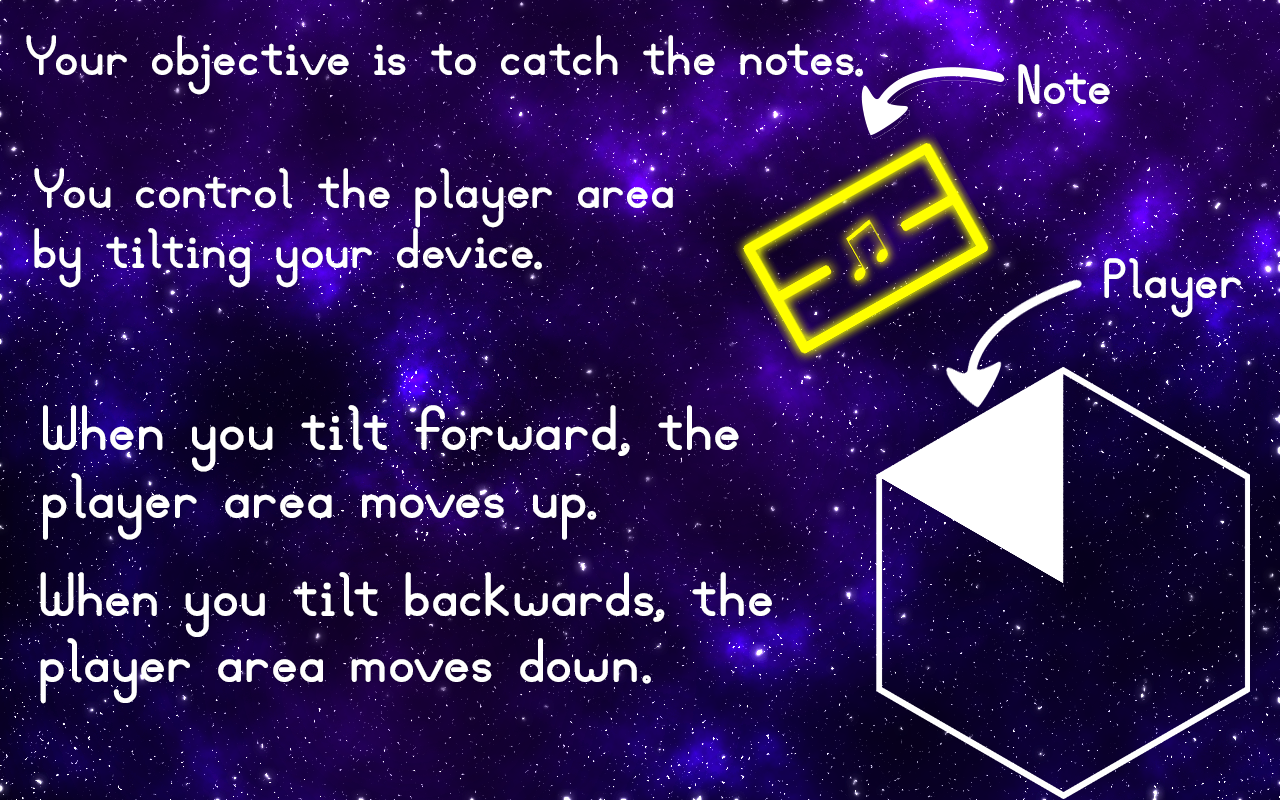 Your objective is to catch the notes.
Note
You control the player area
by tilting your device.
Player
When you tilt forward, the
player area moves up.
When you tilt backwards, the
player area moves down.